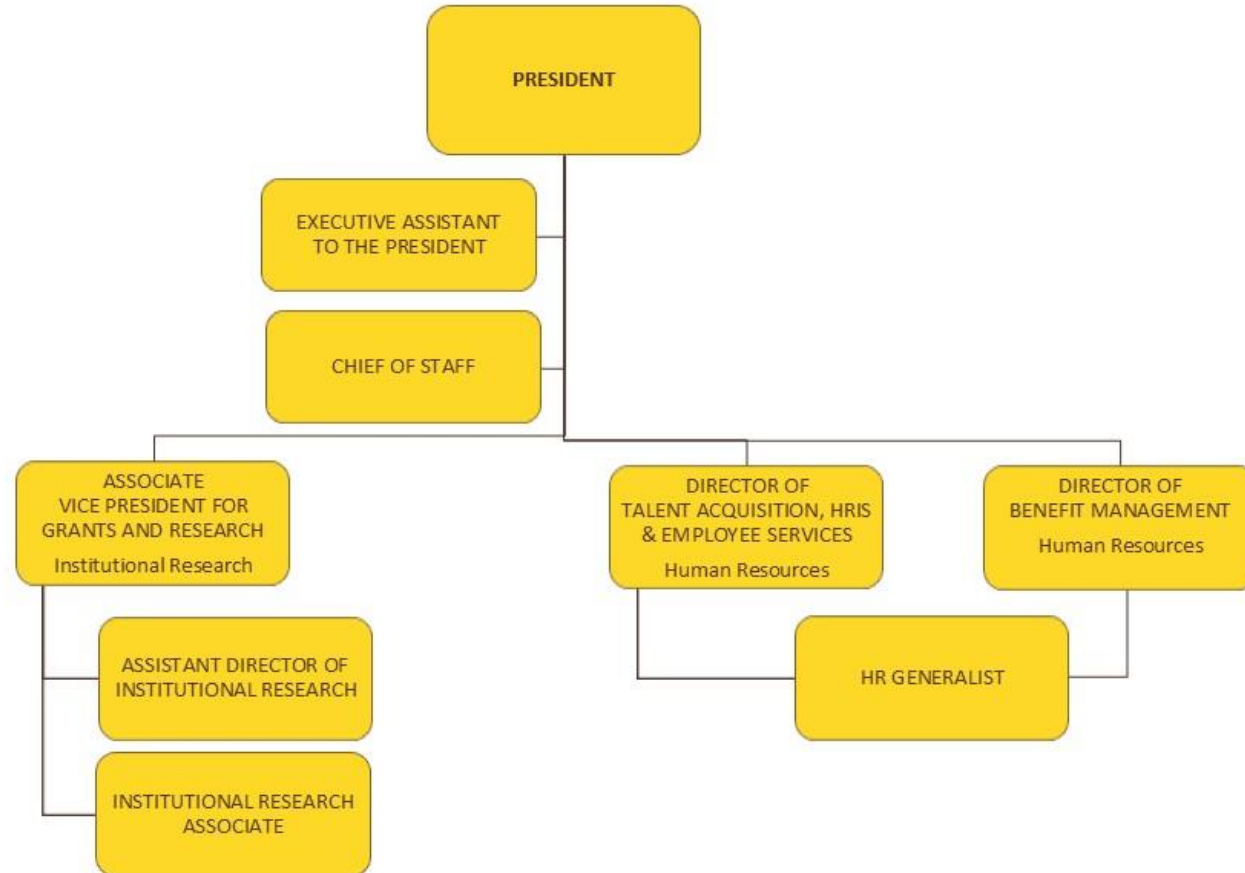 PRESIDENT
EXECUTIVE ASSISTANT
TO THE PRESIDENT
CHIEF OF STAFF
ASSOCIATE
VICE PRESIDENT FOR
GRANTS AND RESEARCH
Institutional Research
DIRECTOR OF
TALENT ACQUISITION, HRIS
& EMPLOYEE SERVICES
Human Resources
DIRECTOR OF
BENEFIT MANAGEMENT
Human Resources
ASSISTANT DIRECTOR OF
INSTITUTIONAL RESEARCH
HR GENERALIST
INSTITUTIONAL RESEARCH
ASSOCIATE